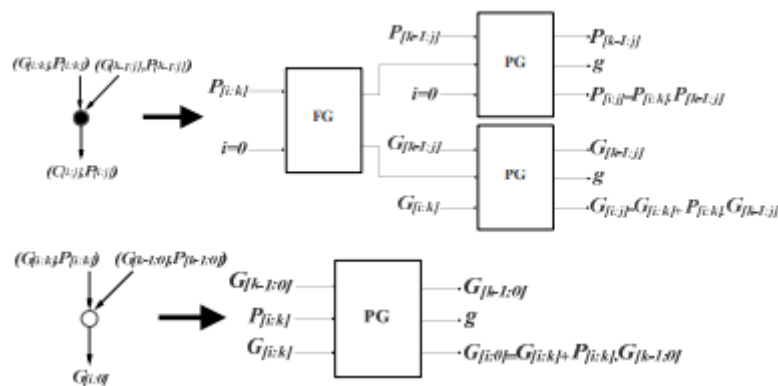 (G[i:k],P[i:k]) (G[k-1:j],P[k-1:j])
(G[i:j],P[i:j])
P[i:k]
i=0
FG
P[k-1:j]
i=0
PG
P[k-1:j]
g
P[i:j]=P[i:k].P[k-1:j]
G[k-1:j]
G[i:k]
PG
G[k-1:j]
g
G[i:j]=G[i:k]+P[i:k].G[k-1:j]
(G[i:k],P[i:k]) (G[k-1:0],P[k-1:0])
G[i:0]
G[k-1:0]
P[i:k]
G[i:k]
PG
G[k-1:0]
g
G[i:0]=G[i:k]+P[i:k].G[k-1:0]